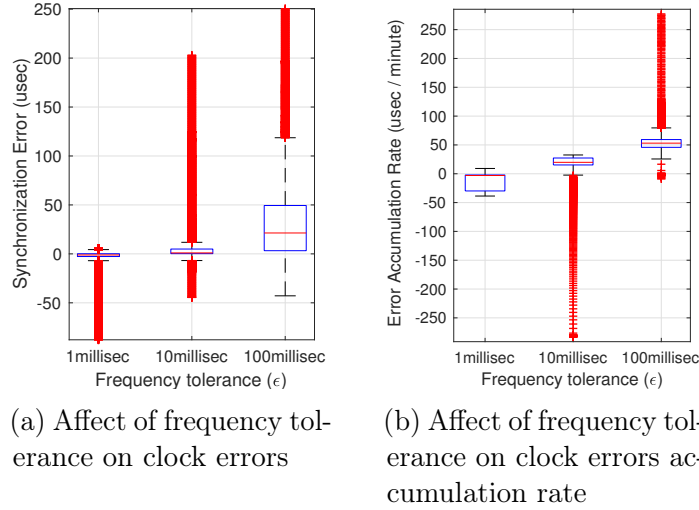 250
200
150
100
50
0
-50
Synchronization Error (usec)
1millisec 10millisec 100millisec
Frequency tolerance (ϵ)
(a) Affect of frequency tol-
erance on clock errors
250
200
150
100
50
0
-50
-100
-150
-200
-250
Error Accumulation Rate (usec / minute)
1millisec 10millisec 100millisec
Frequency tolerance (ϵ)
(b) Affect of frequency tol-
erance on clock errors ac-
cumulation rate